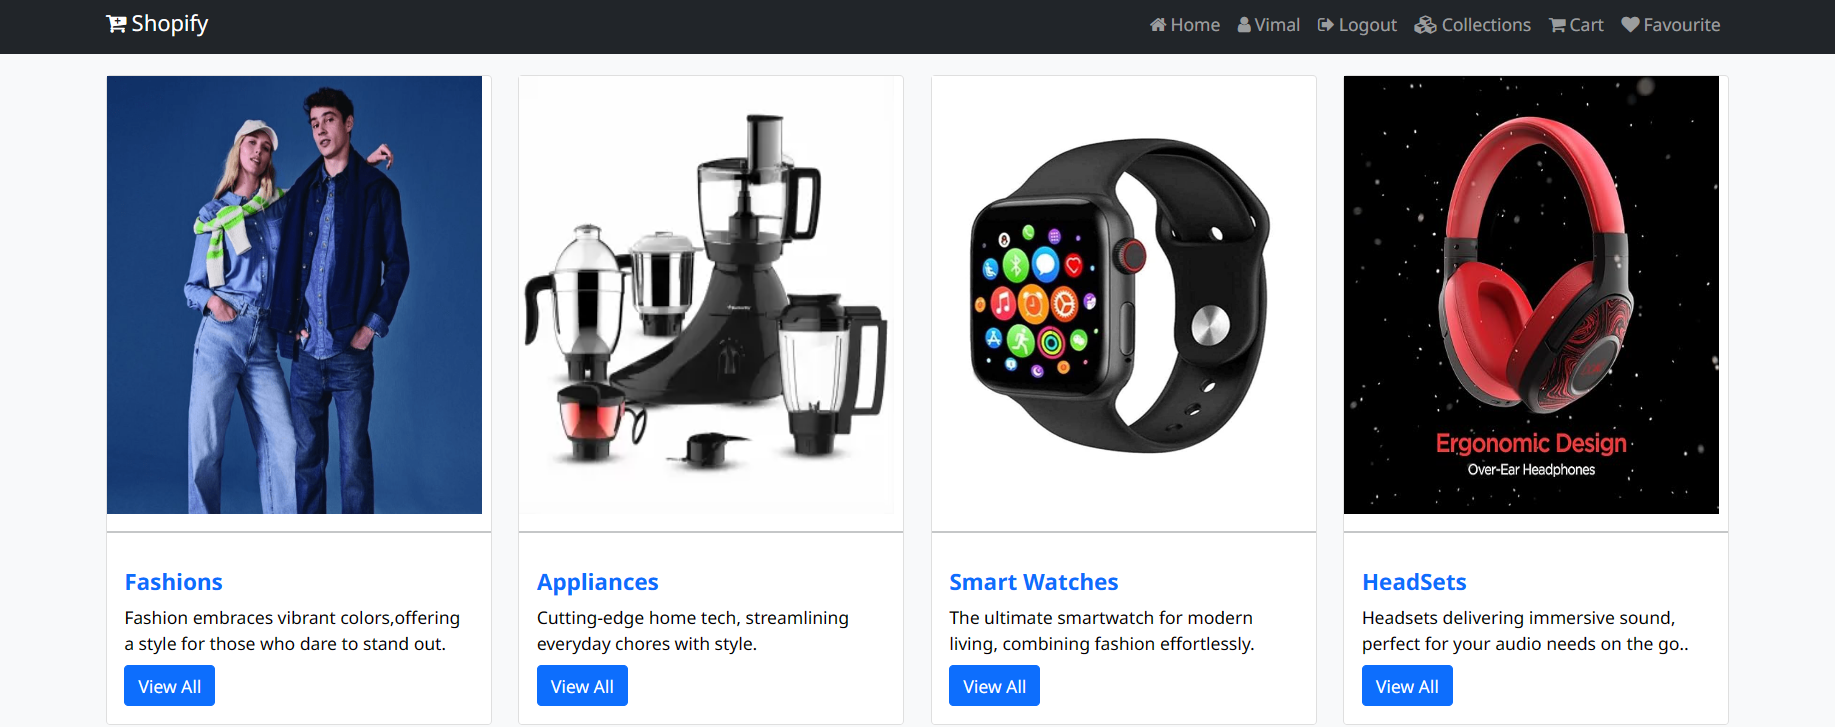 Shopify
Home Vimal Logout Collections Cart Favourite
Ergonomic Design
Over-Ear Headphones
Fashions
Fashion embraces vibrant colors,offering
a style for those who dare to stand out.
View All
Appliances
Cutting-edge home tech, streamlining
everyday chores with style.
View All
Smart Watches
The ultimate smartwatch for modern
living, combining fashion effortlessly.
View All
HeadSets
Headsets delivering immersive sound,
perfect for your audio needs on the go..
View All